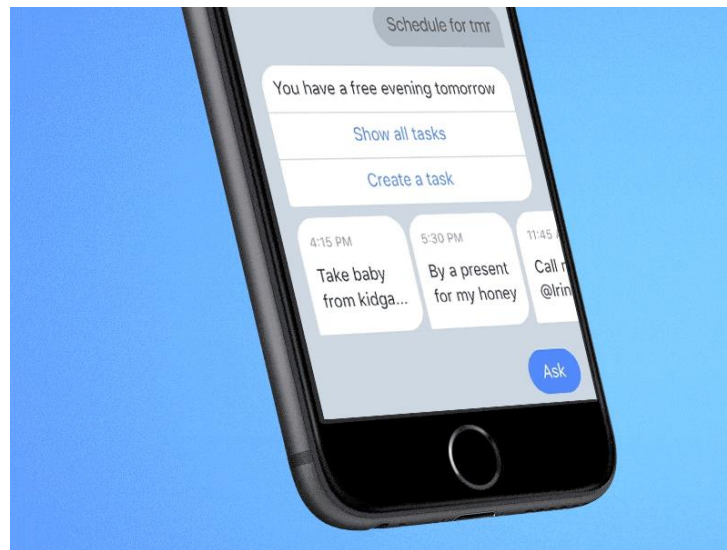 Schedule for tmr
You have a free evening tomorrow
Show all tasks
Create a task
4:15 PM
Take baby
from kidga...
5:30 PM
By a present
for my honey
11:45
Call
@Irin
Ask